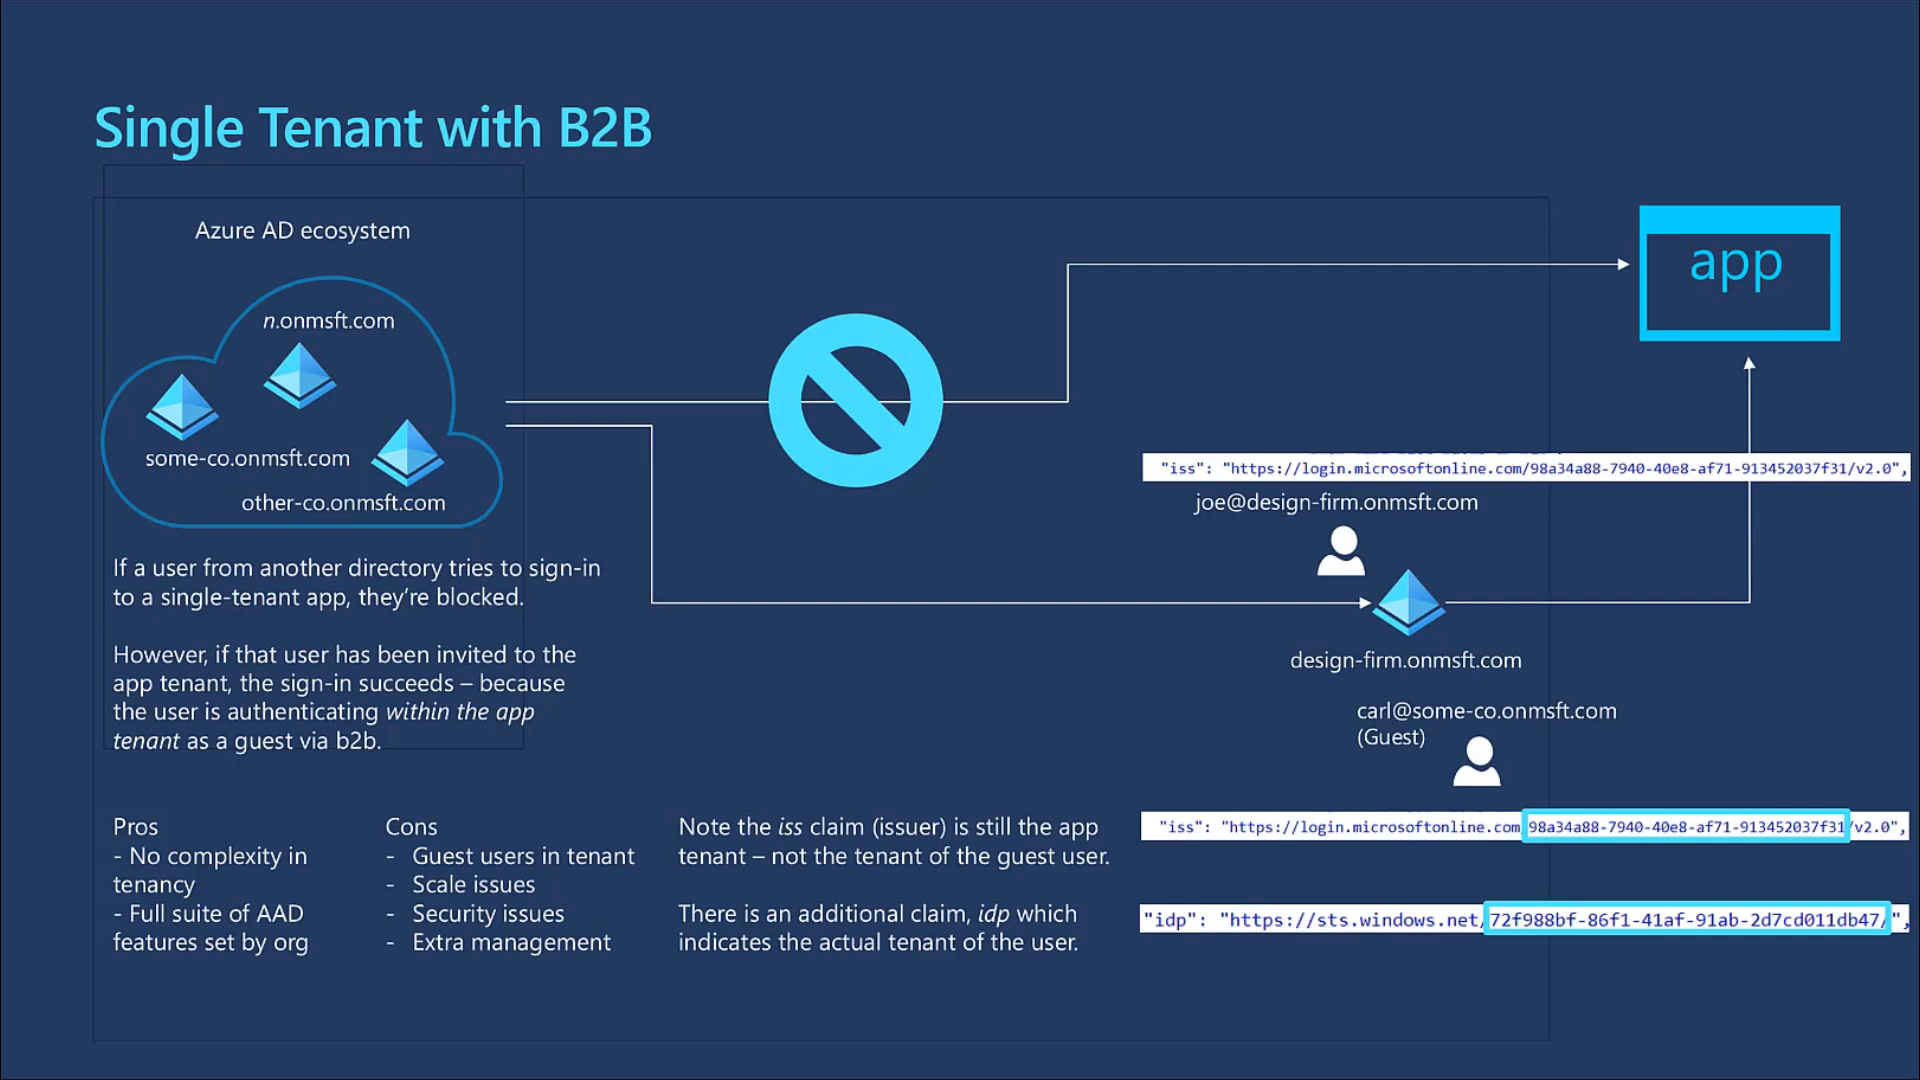 Single Tenant with B2B
Azure AD ecosystem
n.onmsft.com
some-co.onmsft.com
other-co.onmsft.com
If a user from another directory tries to sign-in
to a single-tenant app, they’re blocked.
However, if that user has been invited to the
app tenant, the sign-in succeeds – because
the user is authenticating within the app
tenant as a guest via b2b.
app
"iss": "https://login.microsoftonline.com/98a34a88-7940-40e8-af71-913452037f31/v2.0",
joe@design-firm.onmsft.com
design-firm.onmsft.com
carl@some-co.onmsft.com
(Guest)
Pros
- No complexity in
tenancy
- Full suite of AAD
features set by org
Cons
- Guest users in tenant
- Scale issues
- Security issues
- Extra management
Note the iss claim (issuer) is still the app
tenant – not the tenant of the guest user.
There is an additional claim, idp which
indicates the actual tenant of the user.
"iss": "https://login.microsoftonline.com/98a34a88-7940-40e8-af71-913452037f31/v2.0",
"idp": "https://sts.windows.net/72f988bf-86f1-41af-91ab-2d7cd011db47/",